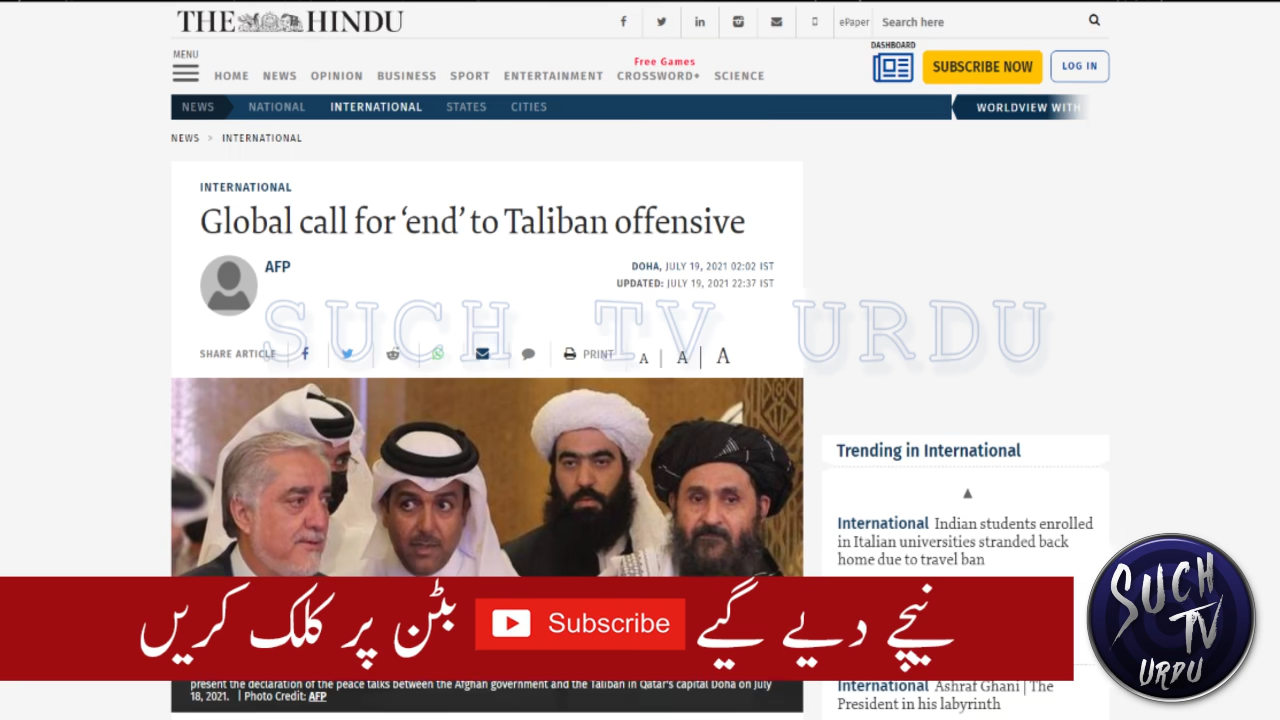 THE HINDU
ePaper
Search here
MENU
DASHBOARD
Free Games
HOME NEWS OPINION BUSINESS SPORT ENTERTAINMENT CROSSWORD+ SCIENCE
SUBSCRIBE NOW
LOG IN
NEWS NATIONAL INTERNATIONAL STATES CITIES
WORLDVIEW WITH
NEWS > INTERNATIONAL
INTERNATIONAL
Global call for ‘end’ to Taliban offensive
AFP
DOHA, JULY 19, 2021 02:02 IST
UPDATED: JULY 19, 2021 22:37 IST
SUCH TV URDU
SHARE ARTICLE
PRINT
A | A | A
Trending in International
International Indian students enrolled
in Italian universities stranded back
home due to travel ban
نیچے دیے گیے Subscribe بٹن پر کلک کریں
present the declaration of the peace talks between the Afghan government and the Taliban in Qatar's capital Doha on July
18, 2021. | Photo Credit: AFP
International Ashraf Ghani | The
President in his labyrinth
SUCH
TV
URDU